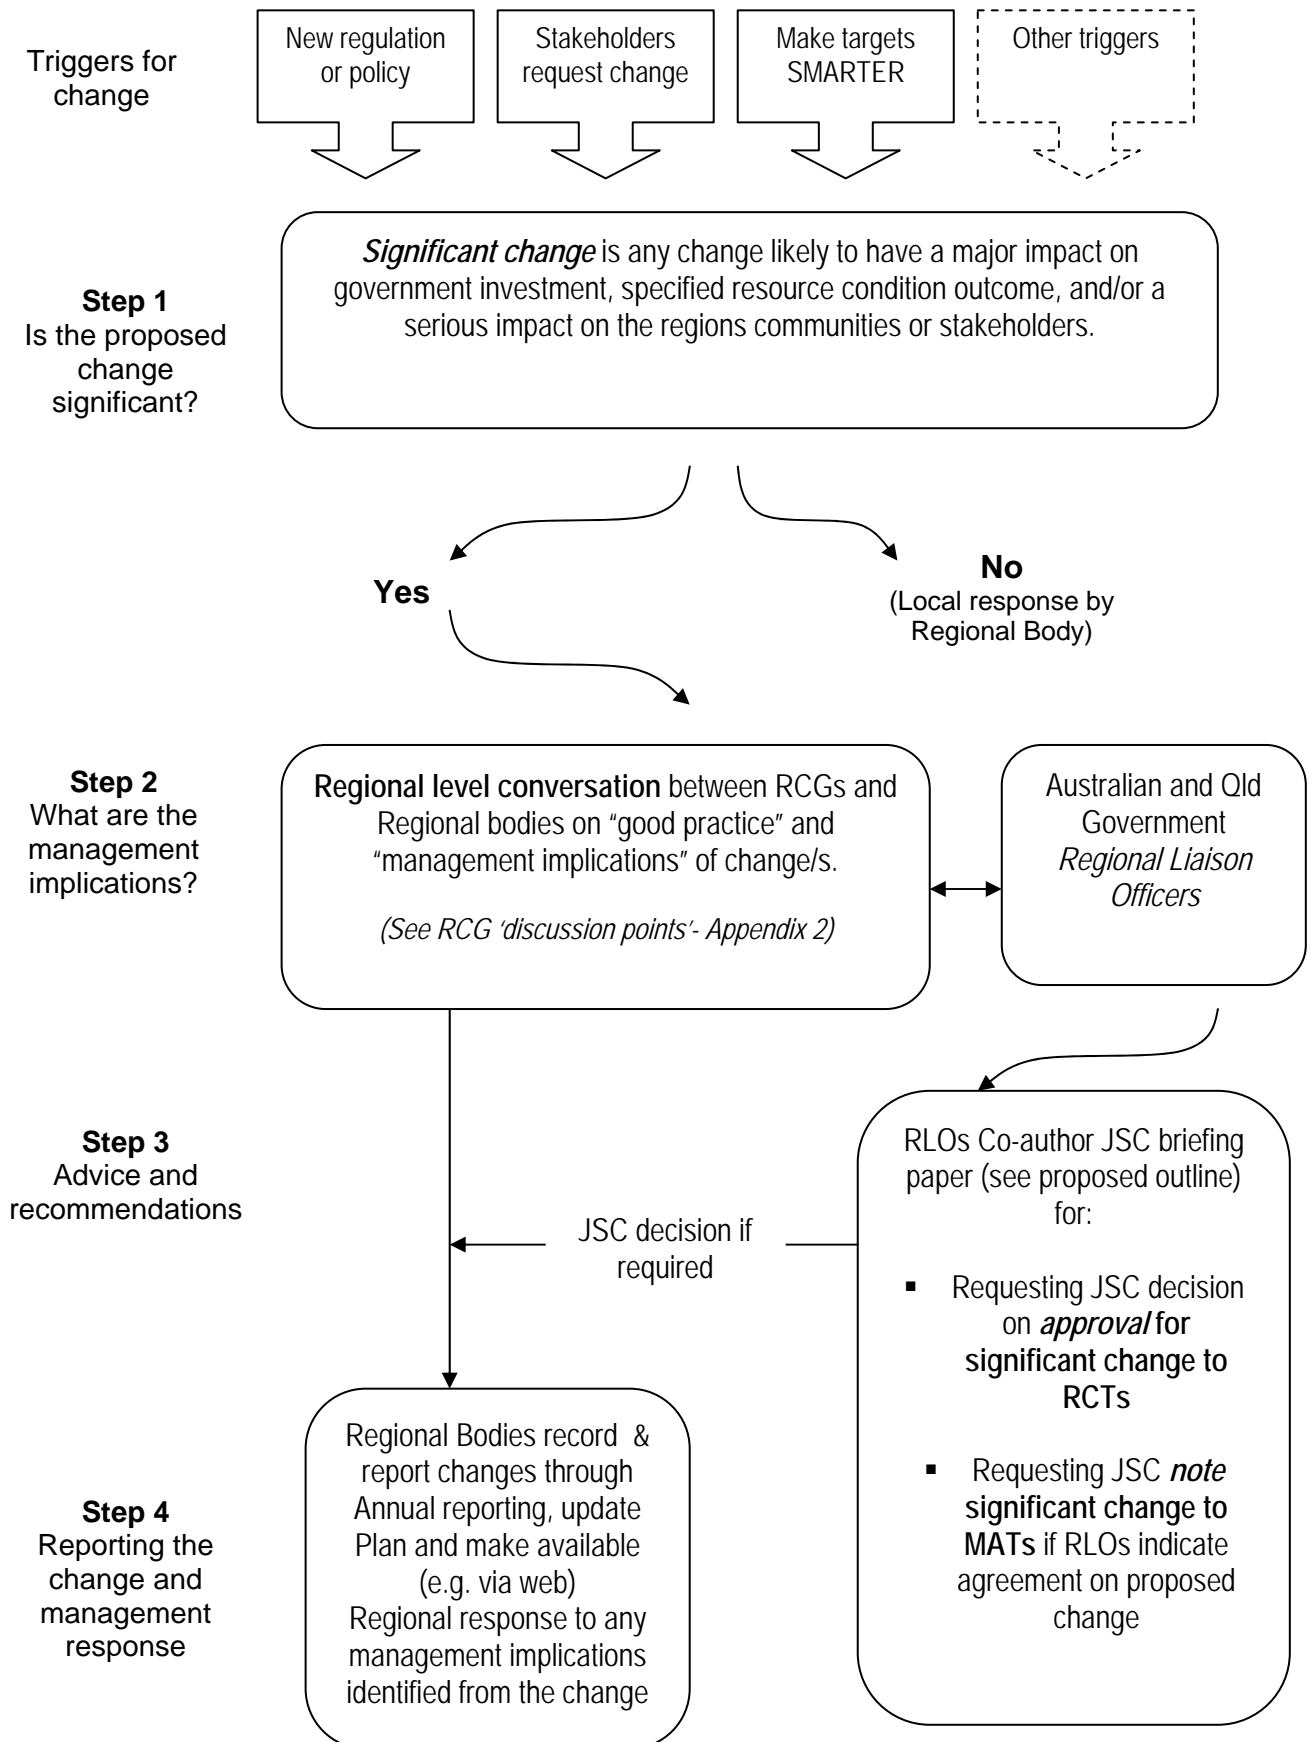 Triggers for
change
New regulation
or policy
Stakeholders
request change
Make targets
SMARTER
Other triggers
Step 1
Is the proposed
change
significant?
Significant change is any change likely to have a major impact on
government investment, specified resource condition outcome, and/or a
serious impact on the regions communities or stakeholders.
Yes
No
(Local response by
Regional Body)
Step 2
What are the
management
implications?
Regional level conversation between RCGs and
Regional bodies on “good practice” and
“management implications” of change/s.
(See RCG ‘discussion points’- Appendix 2)
Australian and Qld
Government
Regional Liaison
Officers
Step 3
Advice and
recommendations
JSC decision if
required
RLOs Co-author JSC briefing
paper (see proposed outline)
for:
▪ Requesting JSC decision
on approval for
significant change to
RCTs
▪ Requesting JSC note
significant change to
MATs if RLOs indicate
agreement on proposed
change
Step 4
Reporting the
change and
management
response
Regional Bodies record &
report changes through
Annual reporting, update
Plan and make available
(e.g. via web)
Regional response to any
management implications
identified from the change